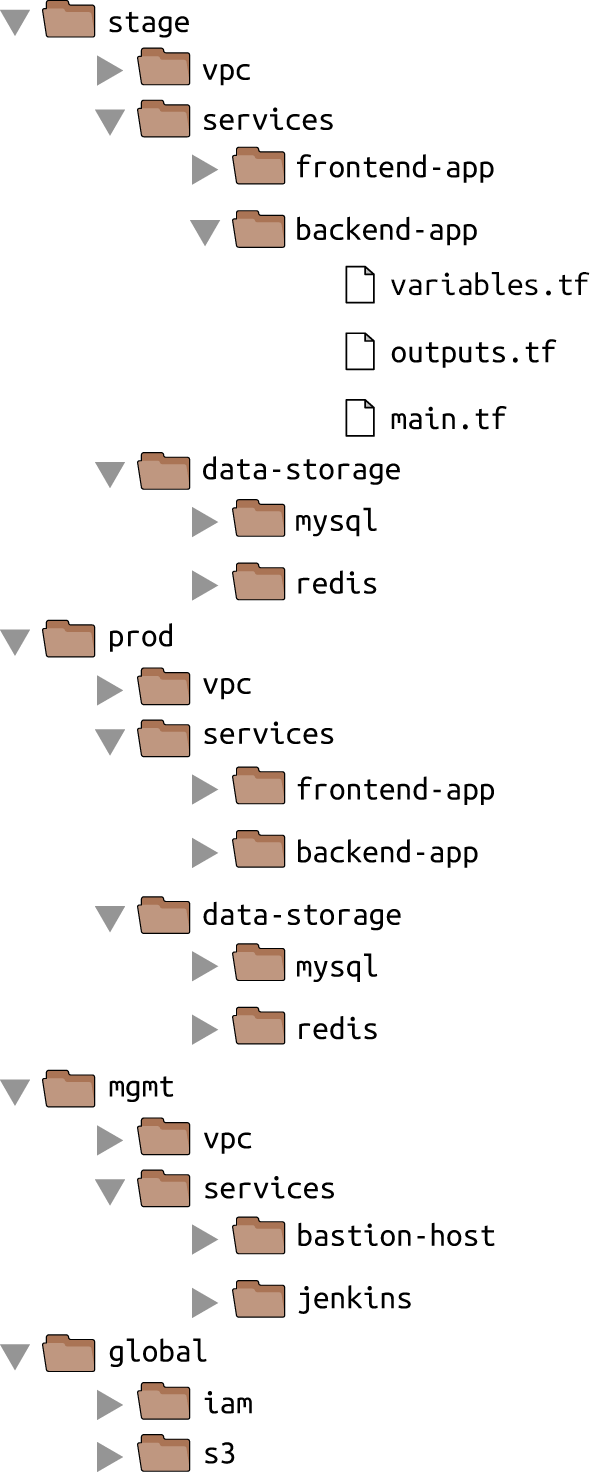 stage
vpc
services
frontend-app
backend-app
variables.tf
outputs.tf
main.tf
data-storage
mysql
redis
prod
vpc
services
frontend-app
backend-app
data-storage
mysql
redis
mgmt
vpc
services
bastion-host
jenkins
global
iam
s3